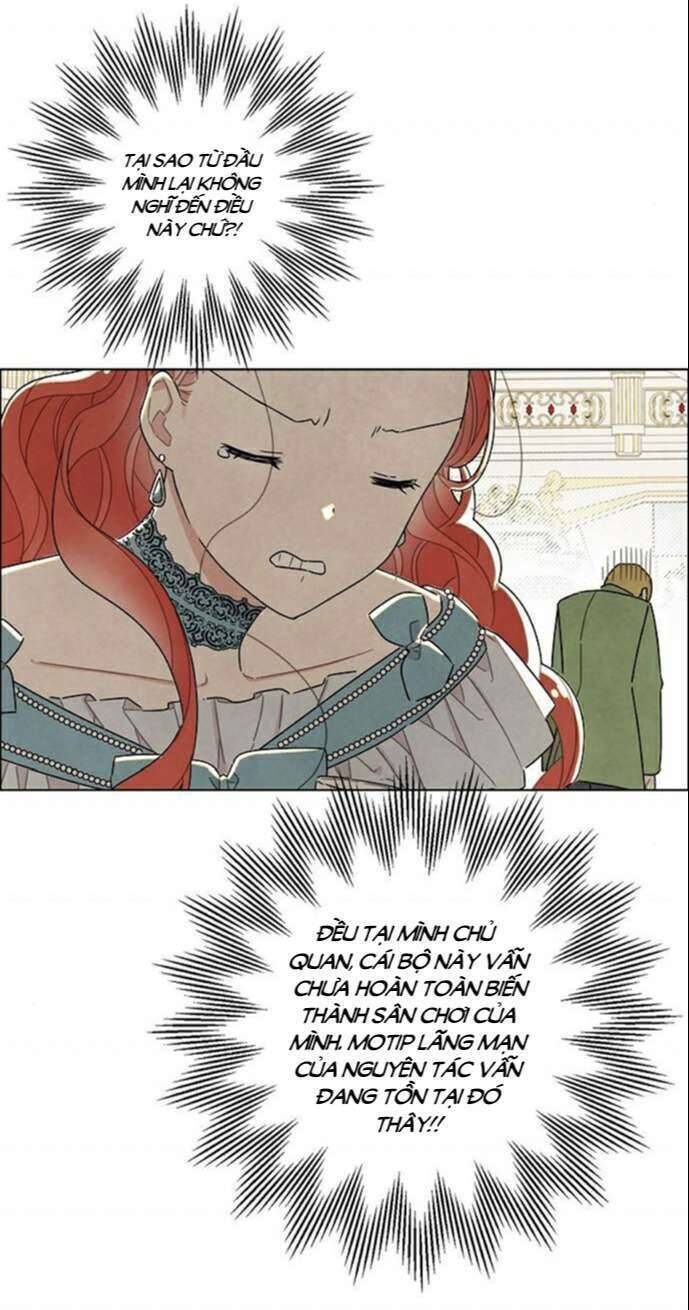 TẠI SAO TỪ ĐẦU
MÌNH LẠI KHÔNG
NGHĨ ĐẾN ĐIỀU
NÀY CHỨ?!
ĐỀU TẠI MÌNH CHỦ
QUAN, CÁI BỘ NÀY VẪN
CHƯA HOÀN TOÀN BIẾN
THÀNH SÂN CHƠI CỦA
MÌNH. MOTIP LÃNG MẠN
CỦA NGUYÊN TÁC VẪN
ĐANG TỒN TẠI ĐÓ
THÂY!!